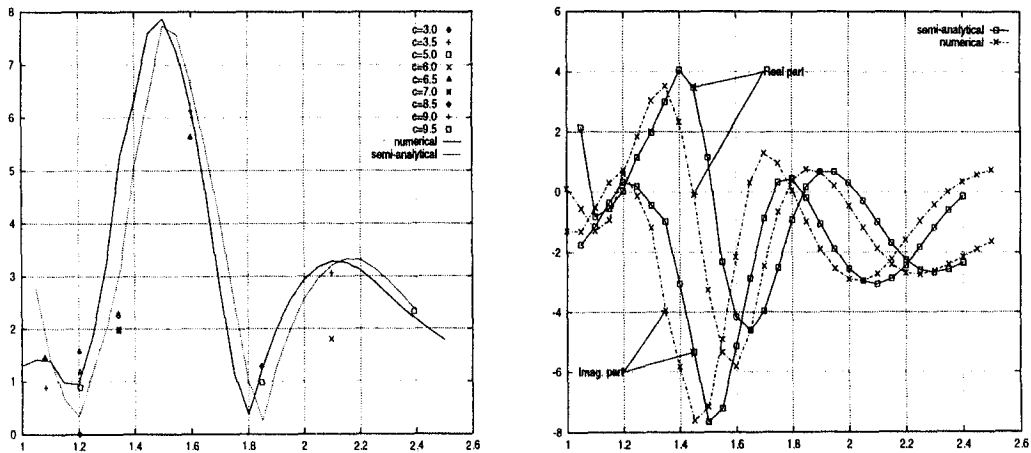 8
7
6
5
4
3
2
1
0
1
1.2
1.4
1.6
1.8
2
2.2
2.4
2.6
c=3.0
c=3.5
c=5.0
c=6.0
c=6.5
c=7.0
c=8.5
c=9.0
c=9.5
numerical
semi-analytical
6
4
2
0
-2
-4
-6
-8
1
1.2
1.4
1.6
1.8
2
2.2
2.4
2.6
semi-analytical
numerical
Real part
Imag. part